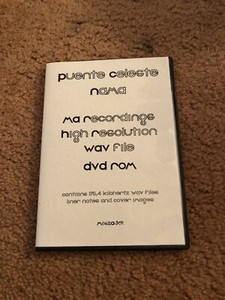 puente celeste
nama
ma recordings
high resolution
wav file
dvd rom
contains 176.4 kilohertz wav files
liner notes and cover images